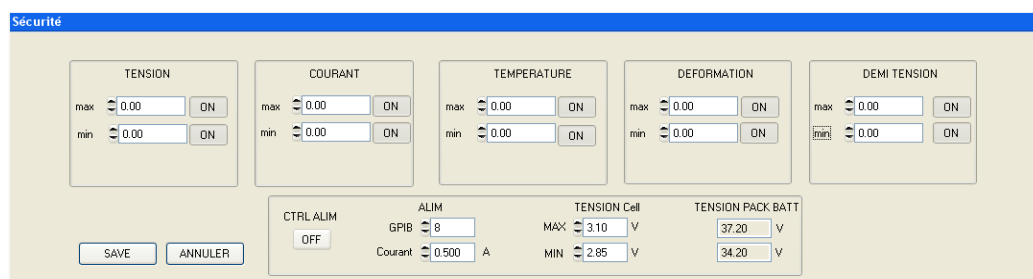 Sécurité
TENSION COURANT TEMPERATURE DEFORMATION DEMI TENSION
max 0.00 ON max 0.00 ON max 0.00 ON max 0.00 ON max 0.00 ON
min 0.00 ON min 0.00 ON min 0.00 ON min 0.00 ON min 0.00 ON
CTRL ALIM ALIM TENSION Cell TENSION PACK BATT
OFF GPIB 8 MAX 3.10 V 37.20 V
SAVE ANNULER Courant 0.500 A MIN 2.85 V 34.20 V